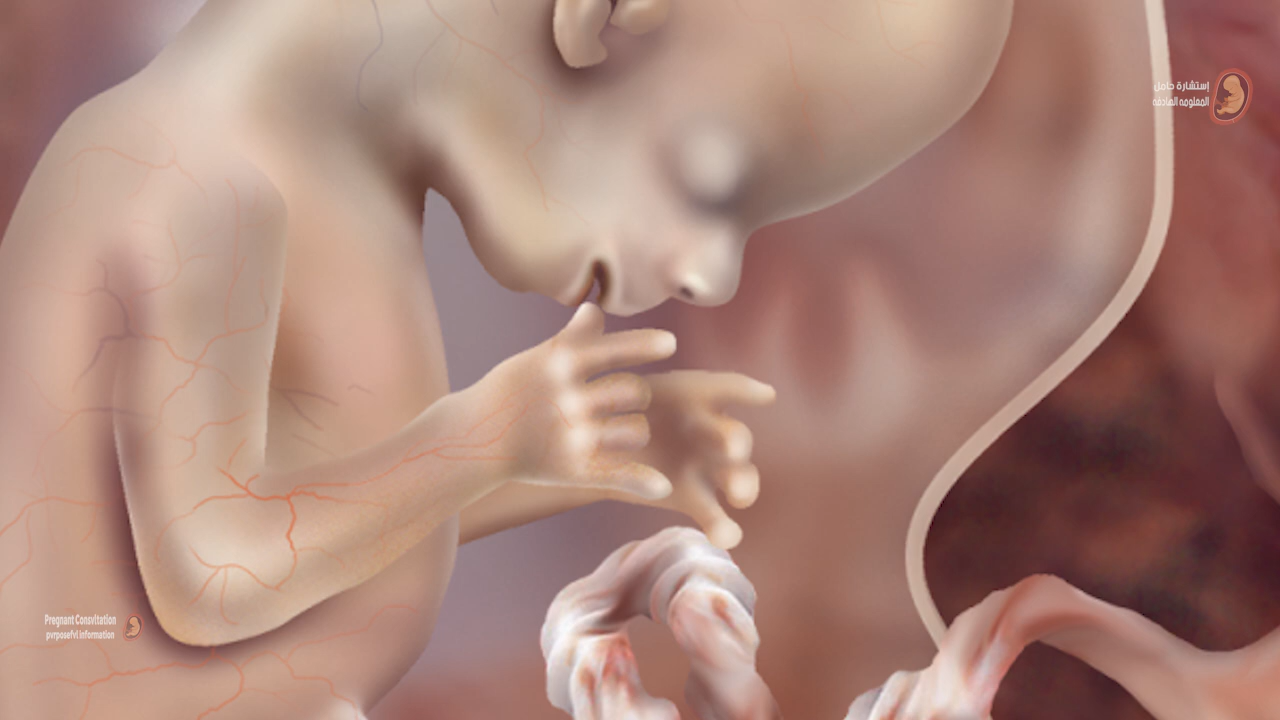 إستشارة حامل
المعلومه الهادفه
Pregnant Consvltation
pvrposefvl information